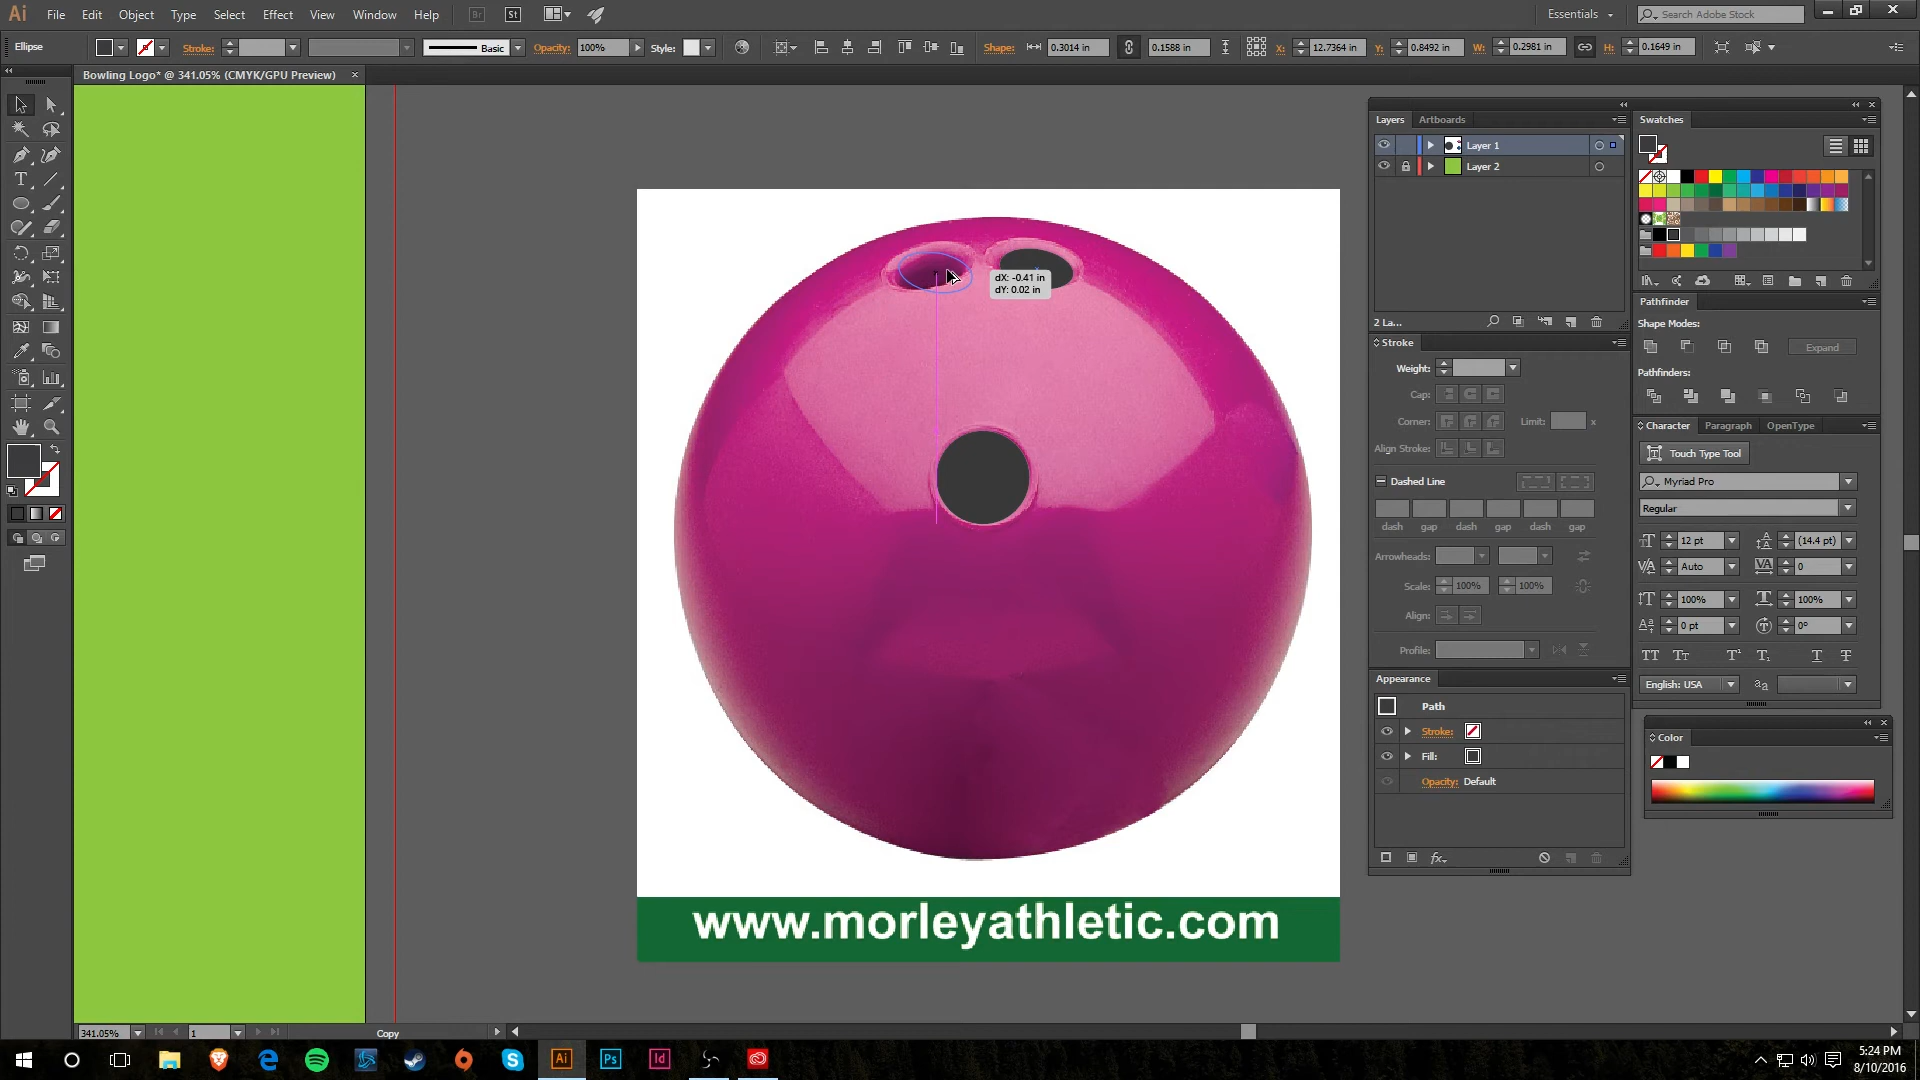 Ai File Edit Object Type Select Effect View Window Help Br St Essentials Search Adobe Stock
Ellipse Stroke: Basic Opacity: 100% Style: Shape: 0.3014 in 0.1588 in X: 12.7364 in Y: 0.8492 in W: 0.2981 in H: 0.1649 in
Bowling Logo* @ 341.05% (CMYK/GPU Preview)
Layers Artboards
Layer 1
Layer 2
2 La...
Swatches
Pathfinder
Shape Modes:
Expand
Pathfinders:
Stroke
Weight:
Cap:
Corner: Limit: x
Align Stroke:
Dashed Line
dash gap dash gap dash gap
Arrowheads:
Scale: 100% 100%
Align:
Profile:
Character Paragraph OpenType
Touch Type Tool
Myriad Pro
Regular
12 pt (14.4 pt)
Auto 0
100% 100%
0 pt 0°
English: USA
Appearance
Path
Stroke:
Fill:
Opacity: Default
fx
Color
dX: -0.41 in
dY: 0.02 in
www.morleyathletic.com
341.05% 1 Copy
Ai Ps Id
5:24 PM
8/10/2016